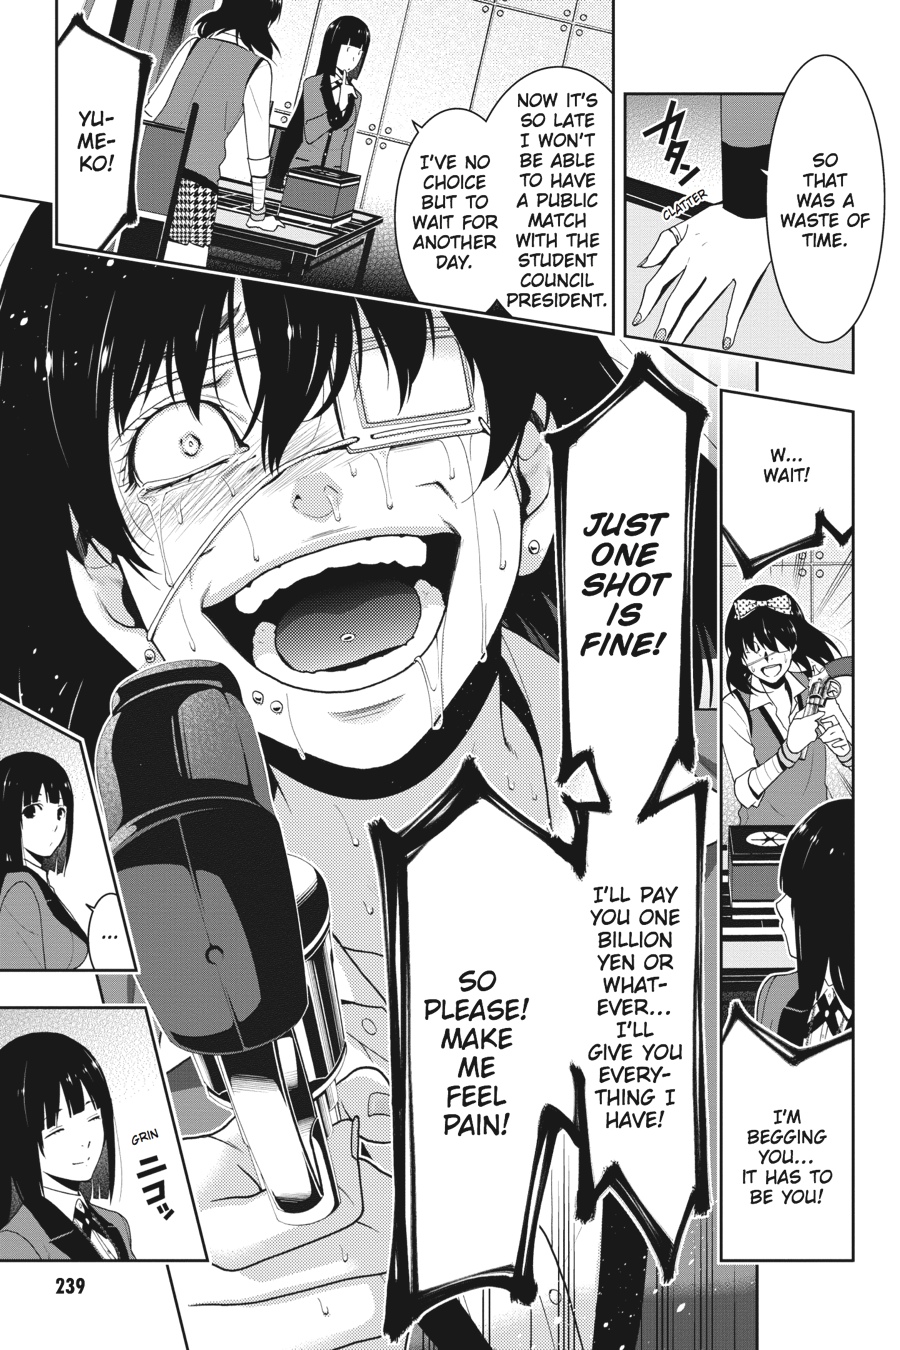 SO
THAT
WAS A
WASTE OF
TIME.
カタン
CLATTER
NOW IT'S
SO LATE
I WON'T
BE ABLE
TO HAVE
A PUBLIC
MATCH
WITH THE
STUDENT
COUNCIL
PRESIDENT.
I'VE NO
CHOICE
BUT TO
WAIT FOR
ANOTHER
DAY.
YU-
ME-
KO!
W...
WAIT!
I'M
BEGGING
YOU...
IT HAS TO
BE YOU!
JUST
ONE
SHOT
IS
FINE!
I'LL PAY
YOU ONE
BILLION
YEN OR
WHAT-
EVER...
I'LL
GIVE YOU
EVERY-
THING I
HAVE!
SO
PLEASE!
MAKE
ME
FEEL
PAIN!
...
GRIN
ニコッ
239